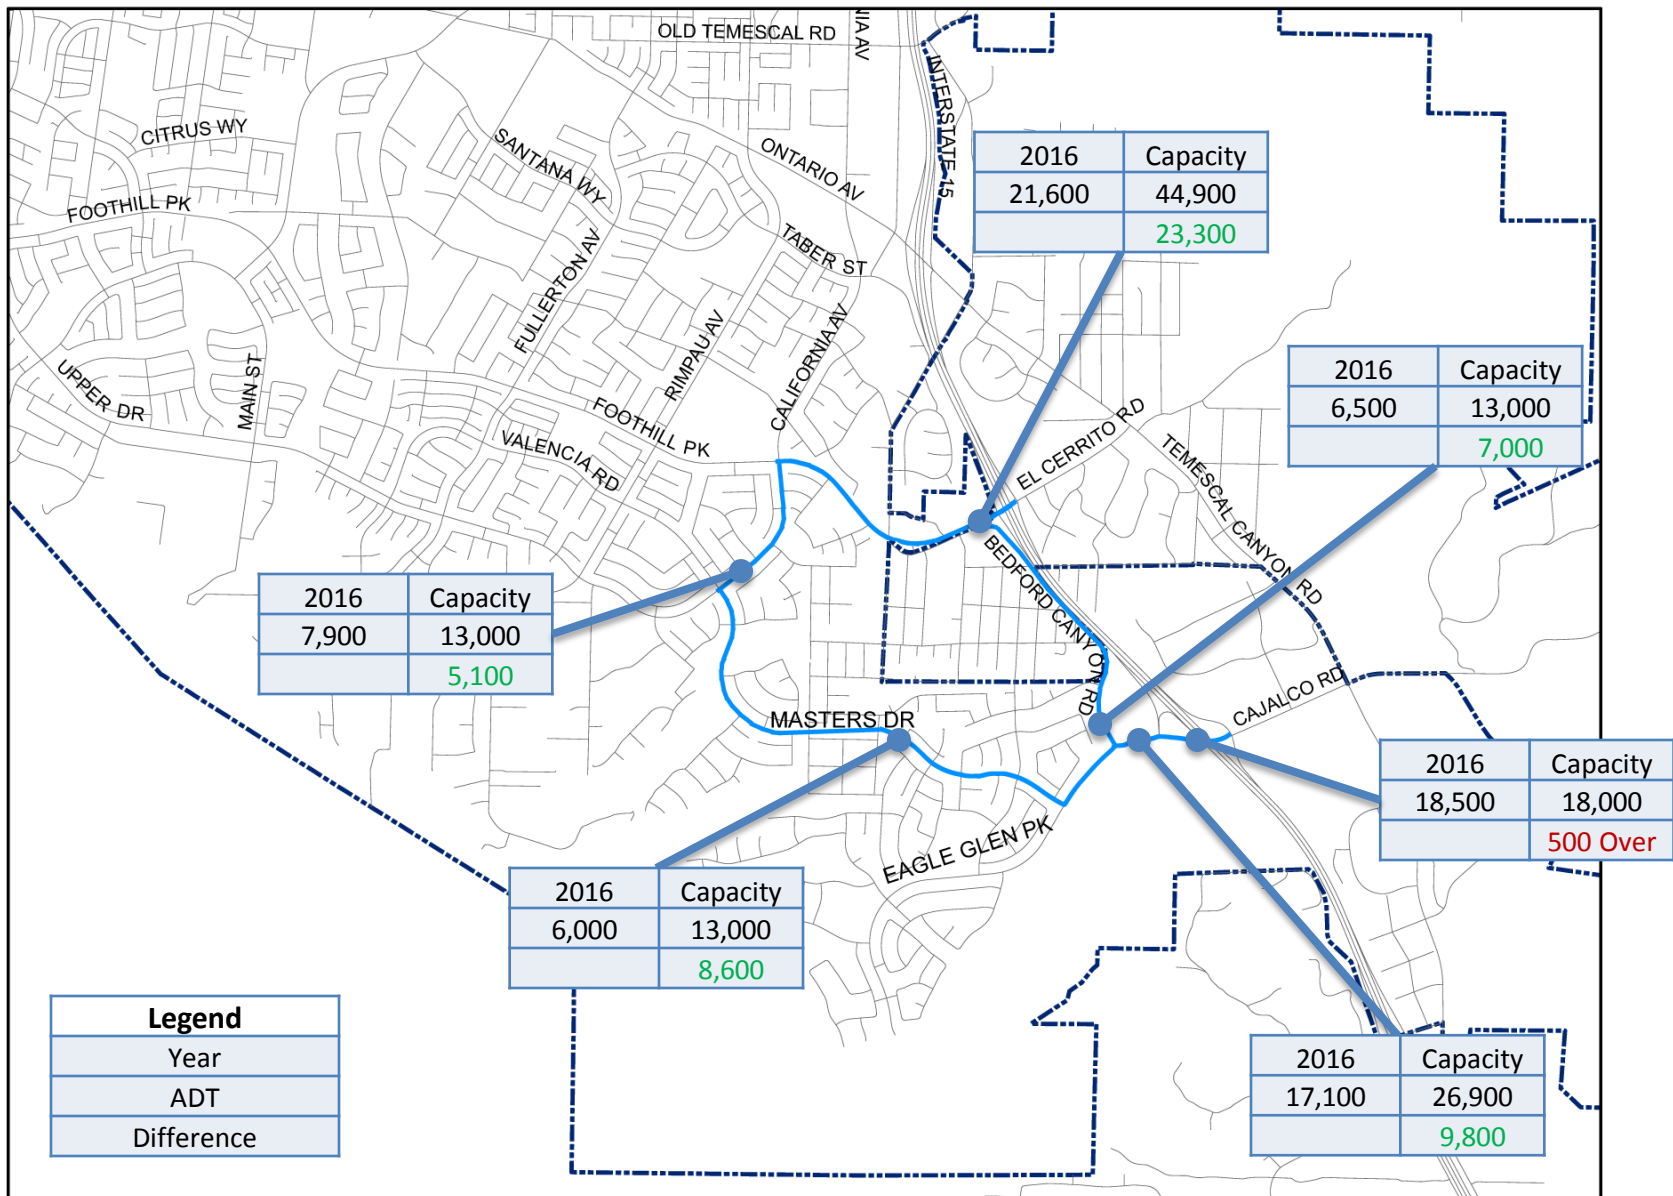 OLD TEMESCAL RD
NIA AV
INTERSTATE 15
CITRUS WY
SANTANA WY
ONTARIO AV
2016 Capacity
21,600 44,900
23,300
FOOTHILL PK
TABER ST
FULLERTON AV
RIMPAU AV
CALIFORNIA AV
UPPER DR
MAIN ST
FOOTHILL PK
VALENCIA RD
EL CERRITO RD
TEMESCAL CANYON RD
2016 Capacity
6,500 13,000
7,000
BEDFORD CANYON RD
2016 Capacity
7,900 13,000
5,100
MASTERS DR
CAJALCO RD
2016 Capacity
18,500 18,000
500 Over
EAGLE GLEN PK
2016 Capacity
6,000 13,000
8,600
Legend
Year
ADT
Difference
2016 Capacity
17,100 26,900
9,800